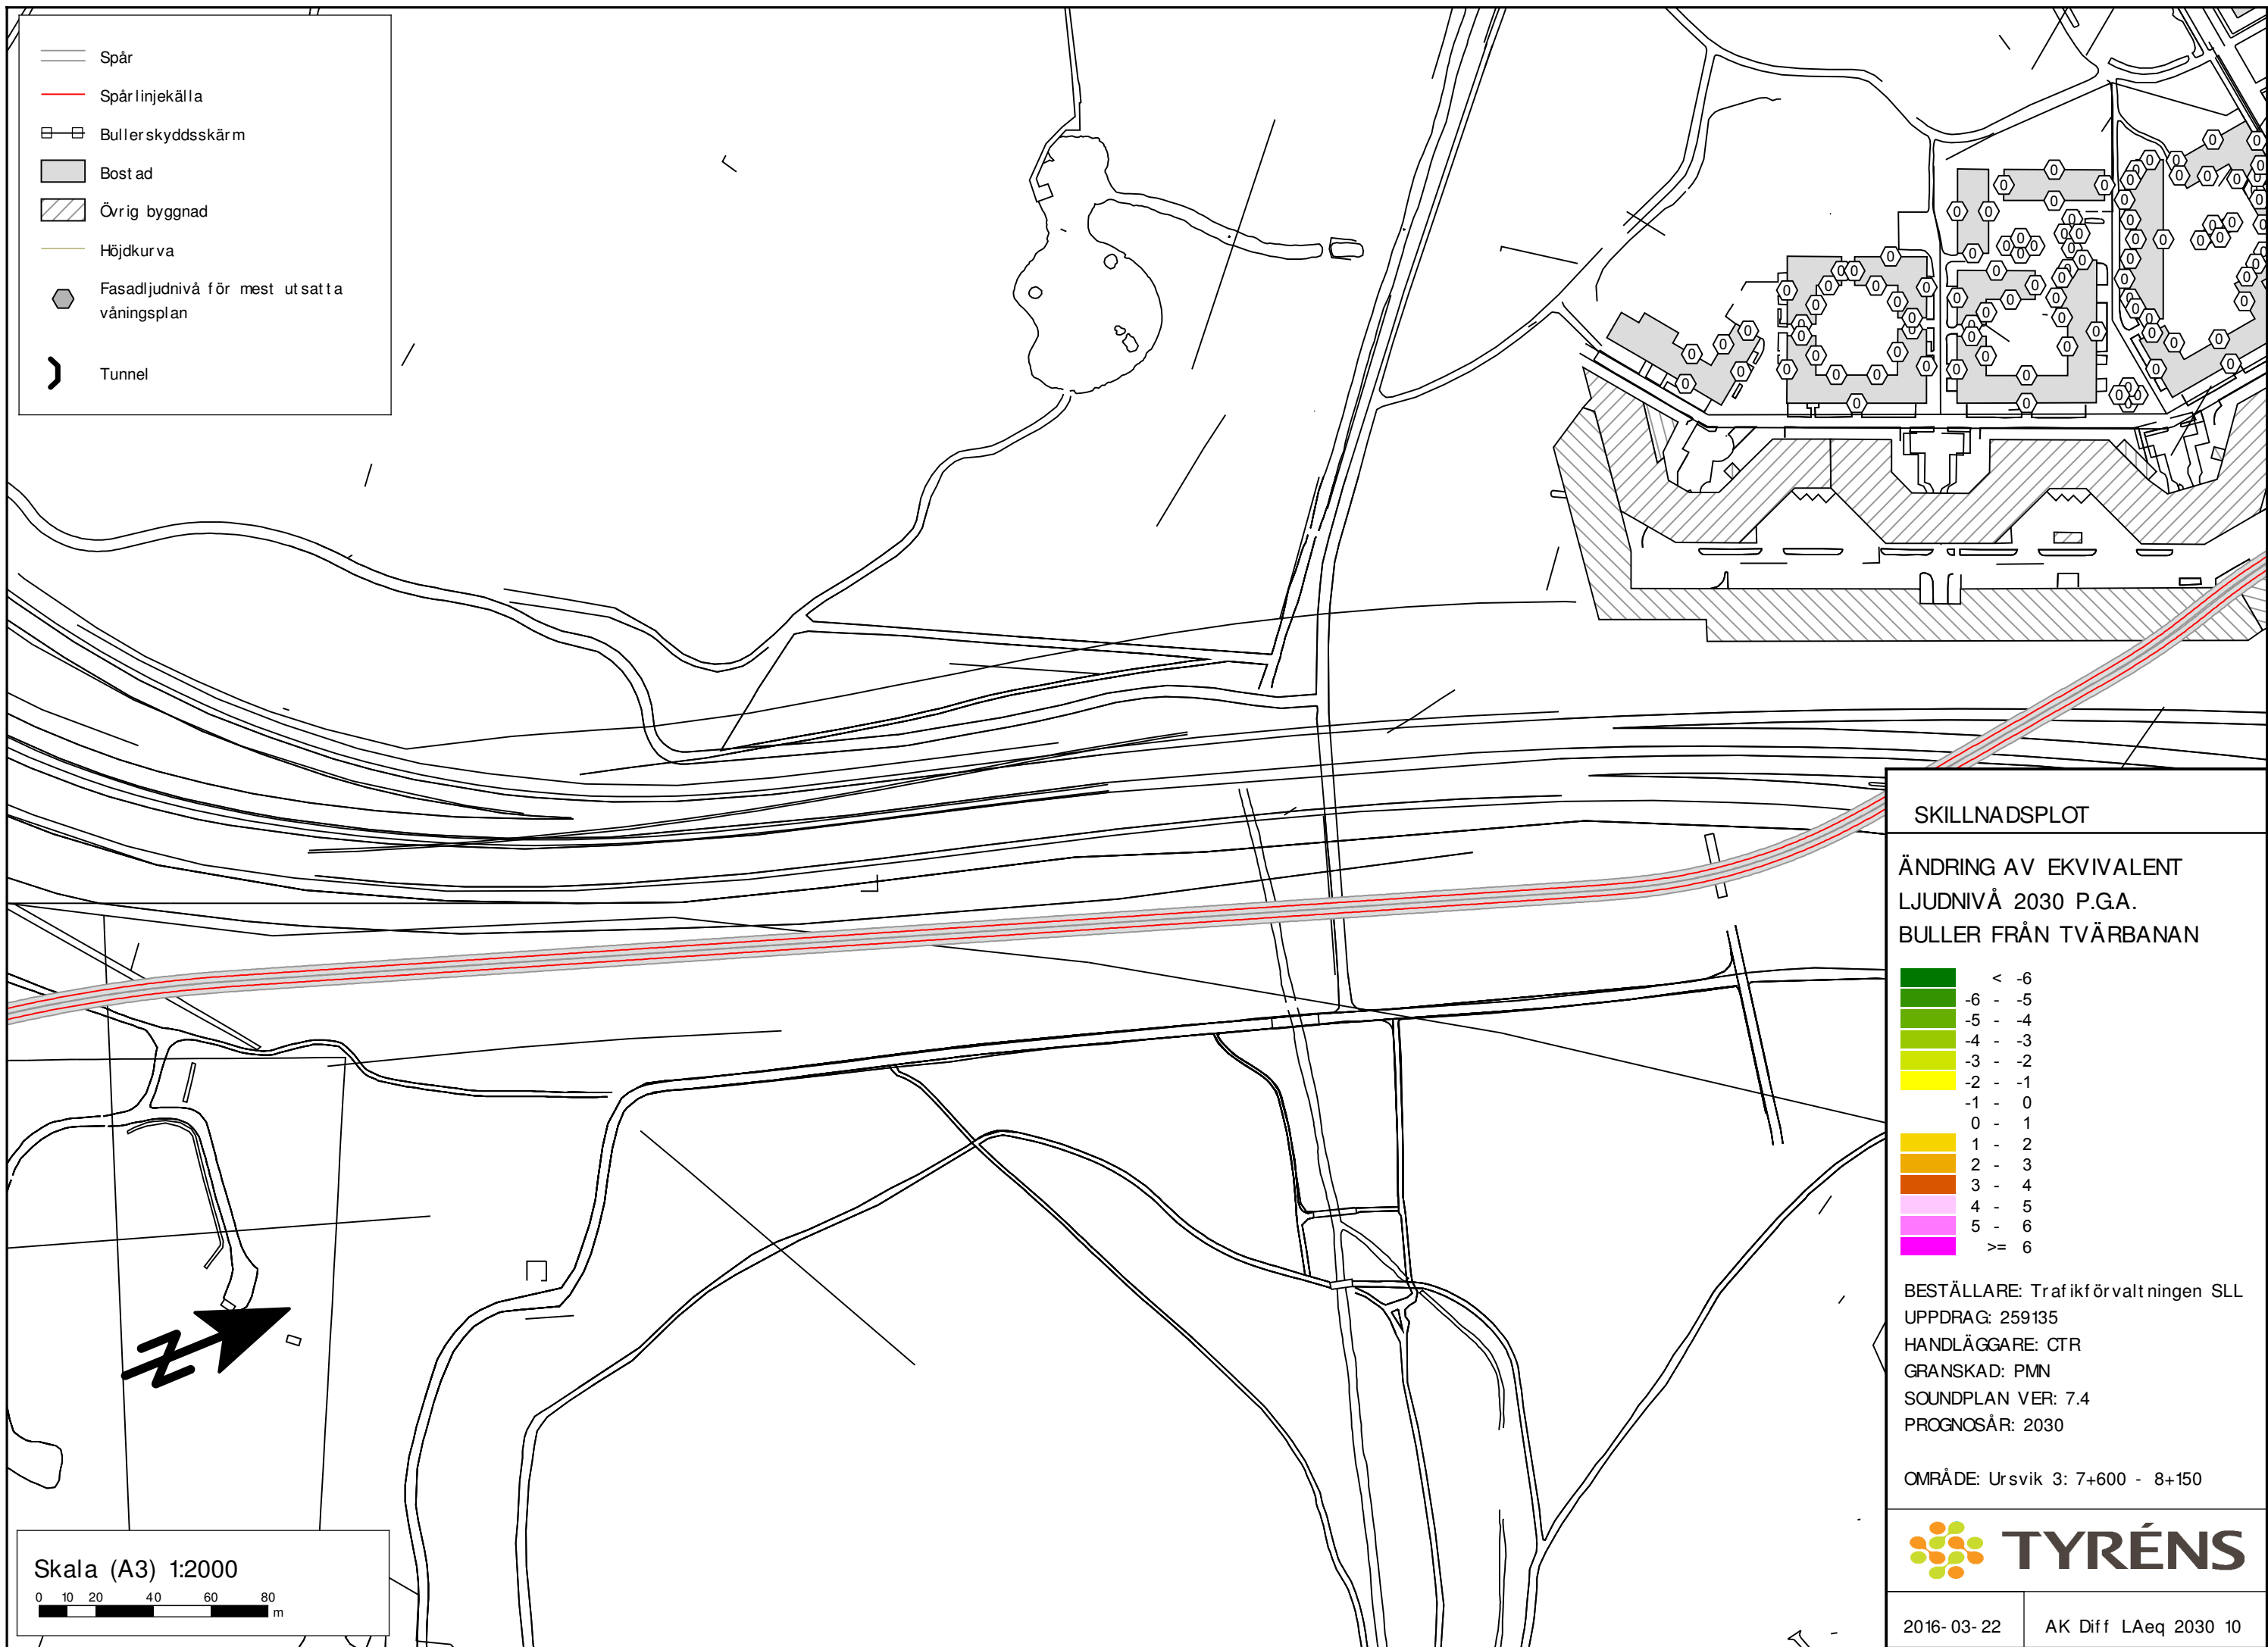 Spår
Spårlinjekälla
Bullerskyddsskärm
Bostad
Övrig byggnad
Höjdkurva
Fasadljudnivå för mest utsatta
våningsplan
Tunnel
SKILLNADSPLOT
ÄNDRING AV EKVIVALENT
LJUDNIVÅ 2030 P.G.A.
BULLER FRÅN TVÄRBANAN
< -6
-6 - -5
-5 - -4
-4 - -3
-3 - -2
-2 - -1
-1 - 0
0 - 1
1 - 2
2 - 3
3 - 4
4 - 5
5 - 6
>= 6
BESTÄLLARE: Trafikförvaltningen SLL
UPPDRAG: 259135
HANDLÄGGARE: CTR
GRANSKAD: PMN
SOUNDPLAN VER: 7.4
PROGNOSÅR: 2030
OMRÅDE: Ursvik 3: 7+600 - 8+150
TYRÉNS
2016-03-22
AK Diff LAeq 2030 10
Skala (A3) 1:2000
0 10 20 40 60 80
m